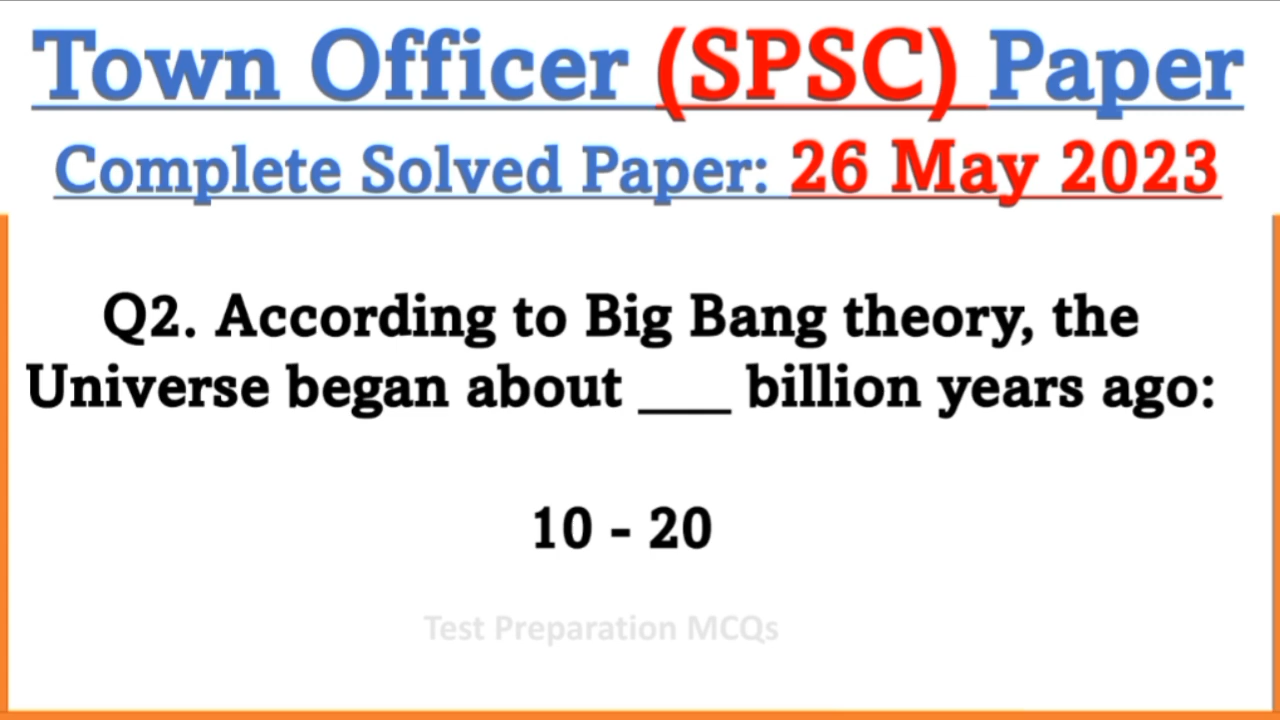 Town Officer (SPSC) Paper
Complete Solved Paper: 26 May 2023
Q2. According to Big Bang theory, the
Universe began about ___ billion years ago:
10 - 20
Test Preparation MCQs